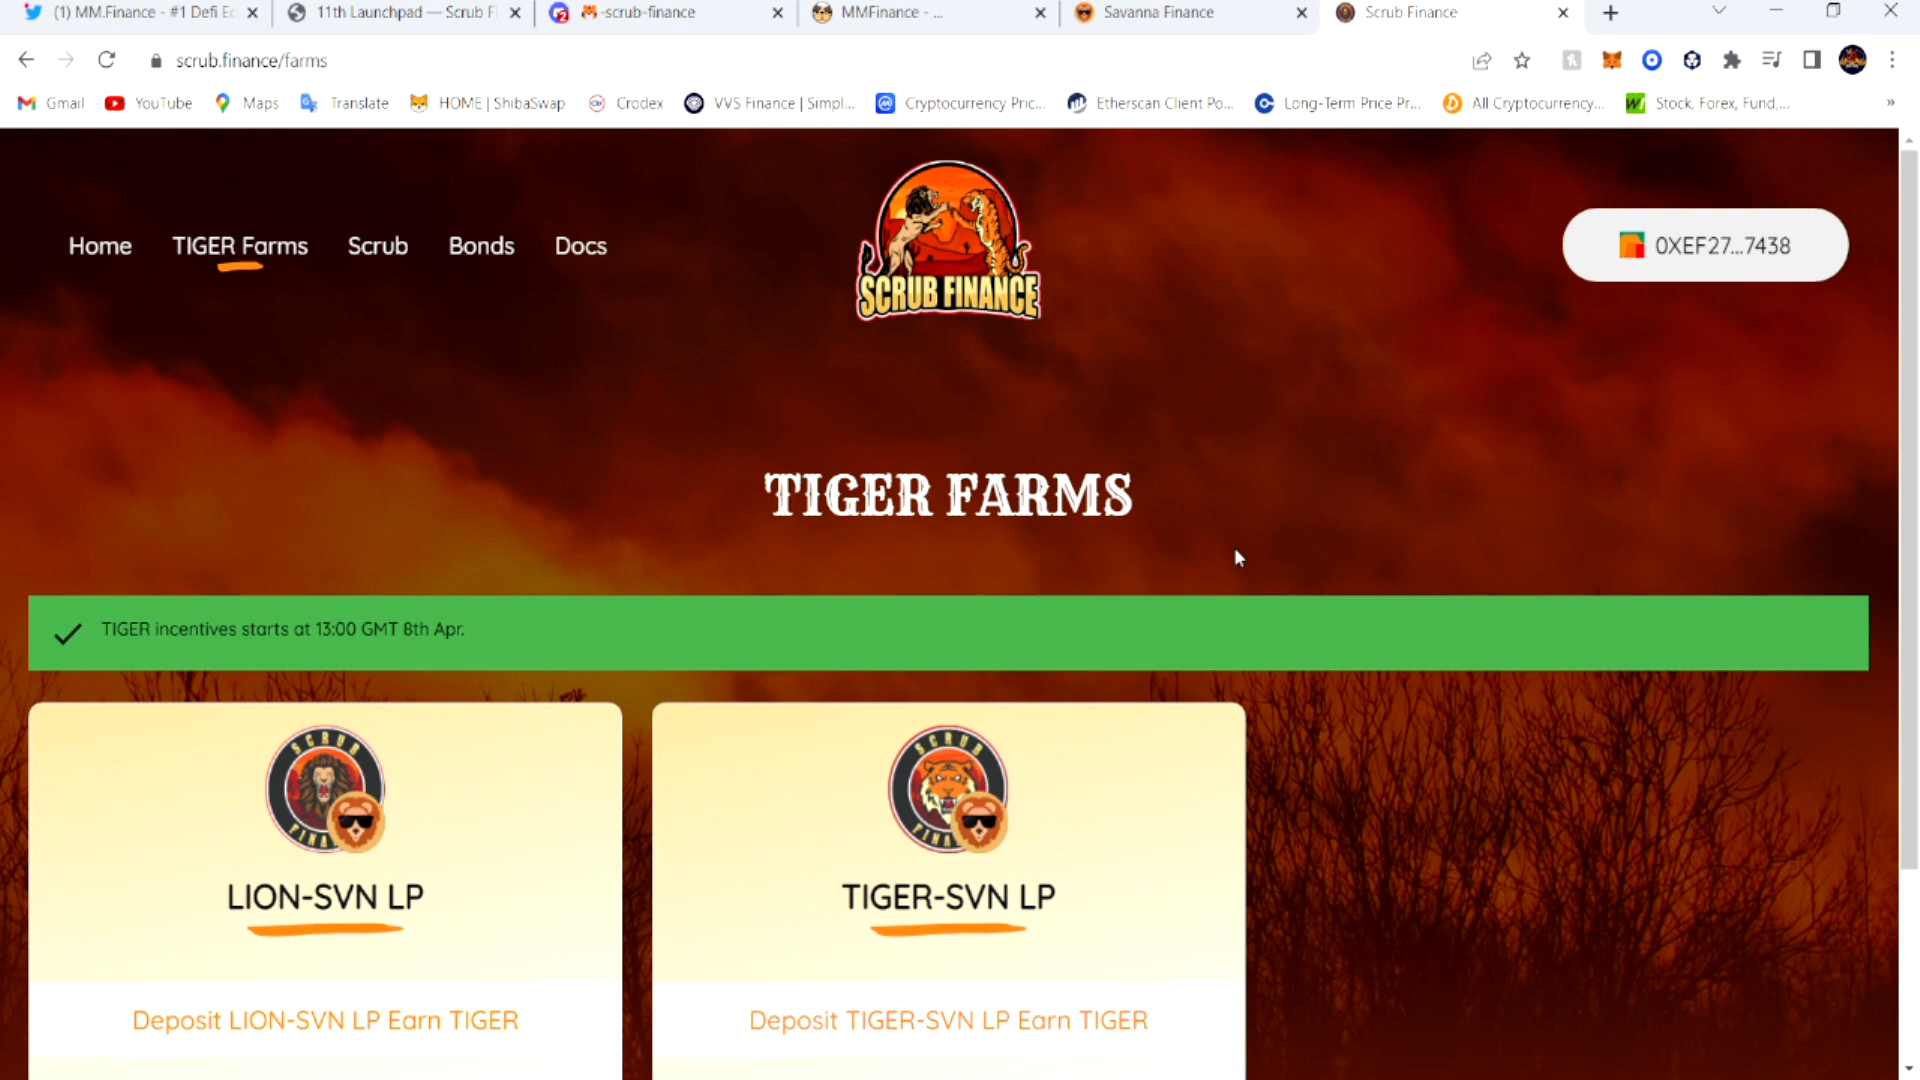 (1) MM.Finance - #1 Defi Ec
11th Launchpad — Scrub Fi
-scrub-finance
MMFinance - ...
Savanna Finance
Scrub Finance
scrub.finance/farms
Gmail
YouTube
Maps
Translate
HOME | ShibaSwap
Crodex
VVS Finance | Simpl...
Cryptocurrency Pric...
Etherscan Client Po...
Long-Term Price Pr...
All Cryptocurrency...
Stock, Forex, Fund,...
»
Home
TIGER Farms
Scrub
Bonds
Docs
SCRUB FINANCE
0XEF27...7438
TIGER FARMS
TIGER incentives starts at 13:00 GMT 8th Apr.
SCRUB
SCRUB
LION-SVN LP
TIGER-SVN LP
Deposit LION-SVN LP Earn TIGER
Deposit TIGER-SVN LP Earn TIGER